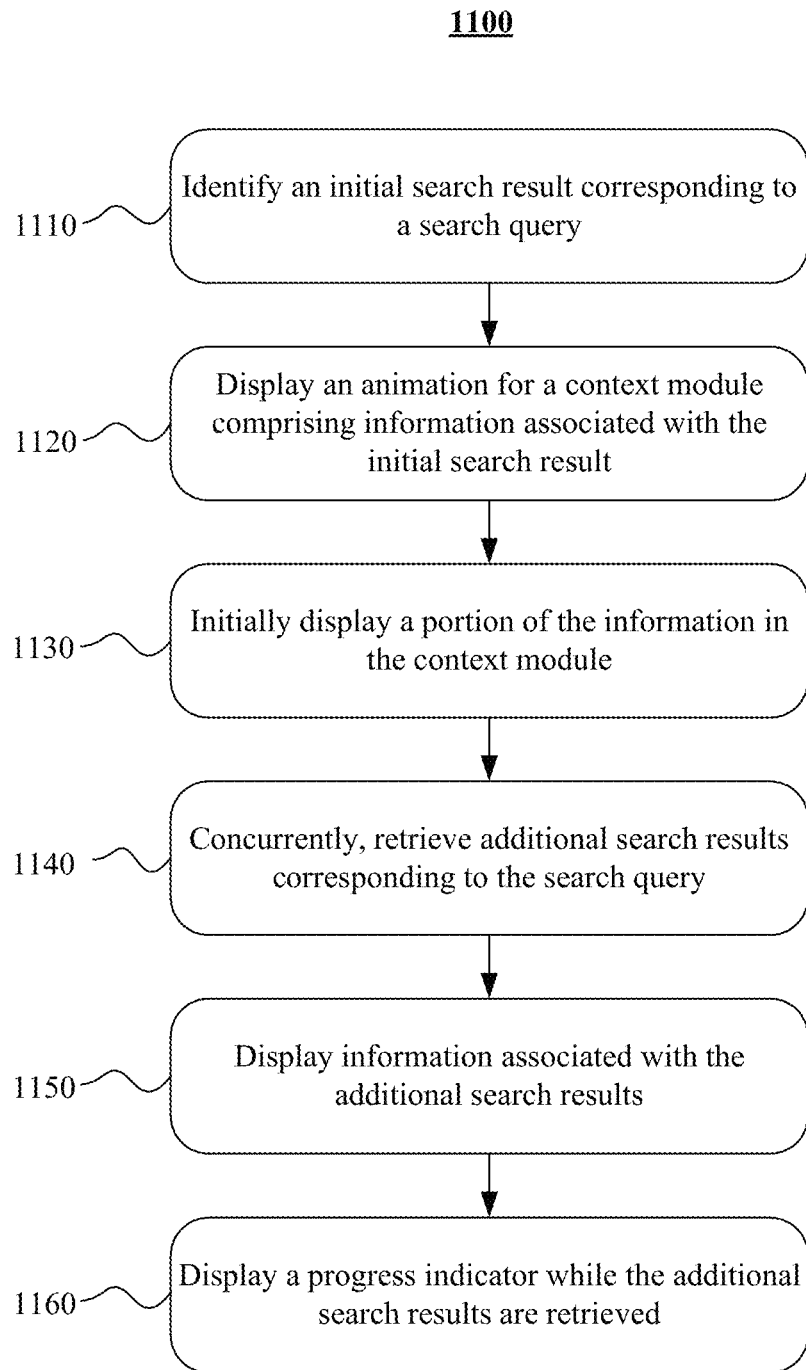 1100
Identify an initial search result corresponding to
a search query
1110
Display an animation for a context module
comprising information associated with the
initial search result
1120
Initially display a portion of the information in
the context module
1130
Concurrently, retrieve additional search results
corresponding to the search query
1140
Display information associated with the
additional search results
1150
Display a progress indicator while the additional
search results are retrieved
1160